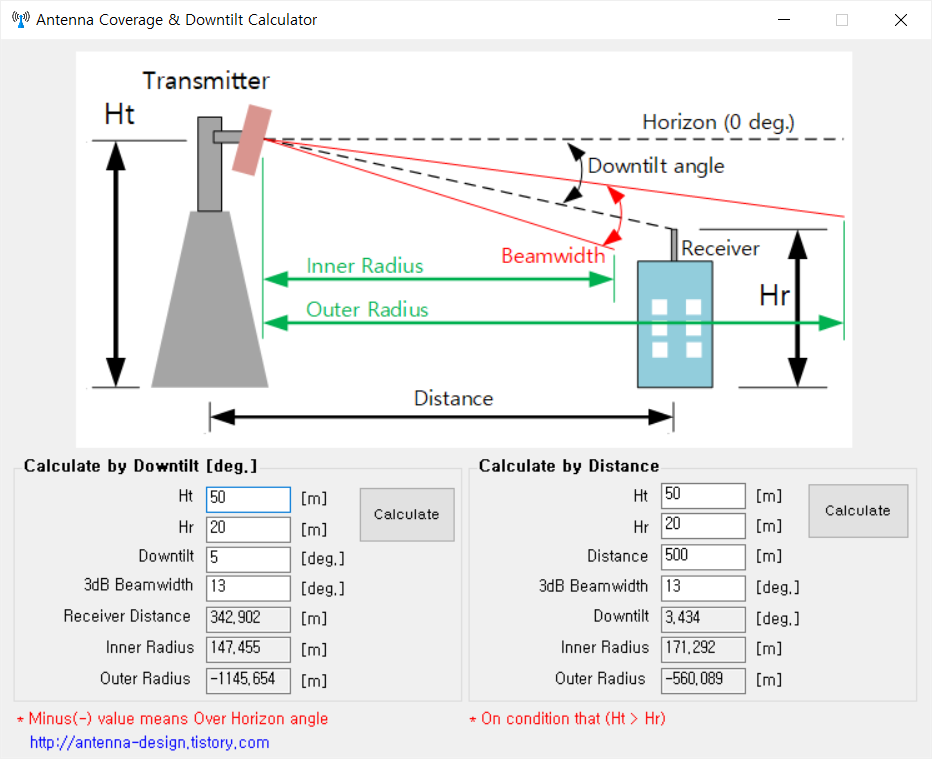 Antenna Coverage & Downtilt Calculator
Transmitter
Ht
Horizon (0 deg.)
Downtilt angle
Beamwidth
Receiver
Inner Radius
Hr
Outer Radius
Distance
Calculate by Downtilt [deg.]
Ht 50 [m]
Calculate
Hr 20 [m]
Downtilt 5 [deg.]
3dB Beamwidth 13 [deg.]
Receiver Distance 342,902 [m]
Inner Radius 147,455 [m]
Outer Radius -1145,654 [m]
* Minus(-) value means Over Horizon angle
http://antenna-design.tistory.com
Calculate by Distance
Ht 50 [m]
Calculate
Hr 20 [m]
Distance 500 [m]
3dB Beamwidth 13 [deg.]
Downtilt 3,434 [deg.]
Inner Radius 171,292 [m]
Outer Radius -560,089 [m]
* On condition that (Ht > Hr)